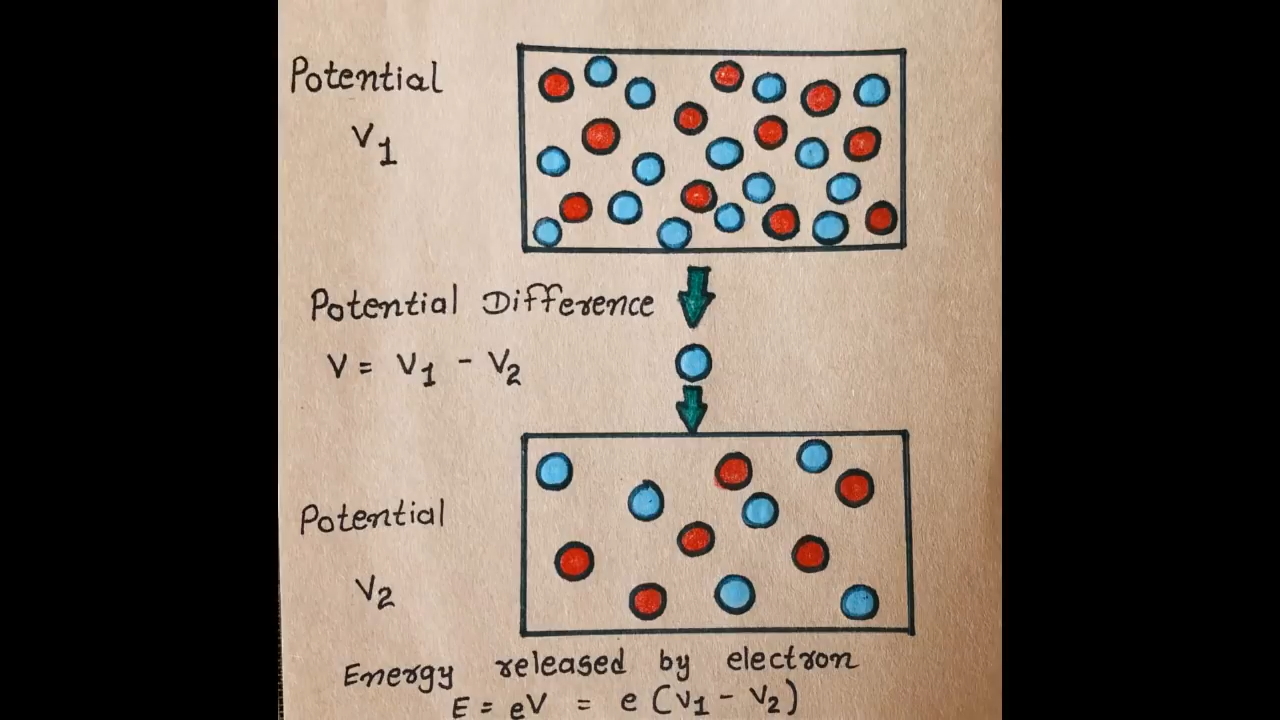 Potential
V1
Potential Difference
V = V1 - V2
Potential
V2
Energy released by electron
E = eV = e (V1 - V2)